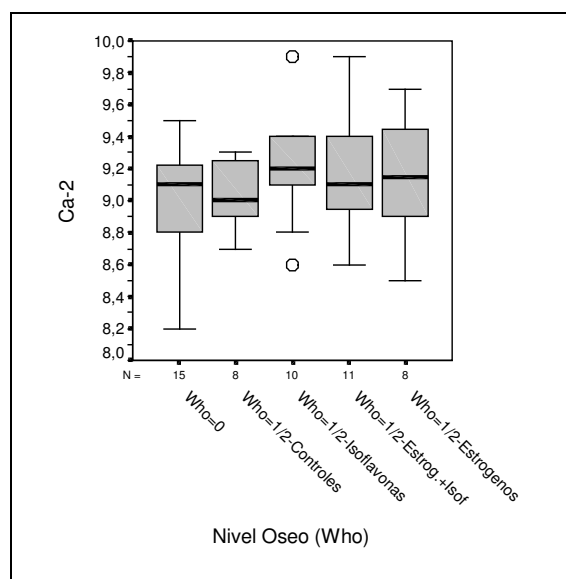 10,0
9,8
9,6
9,4
9,2
9,0
8,8
8,6
8,2
8,0
Ca-2
N = 15 8 10 11 8
Who=0
Who=1/2-Controles
Who=1/2-Isoflavonas
Who=1/2-Estrog.+Isof
Who=1/2-Estrogenos
Nivel Oseo (Who)